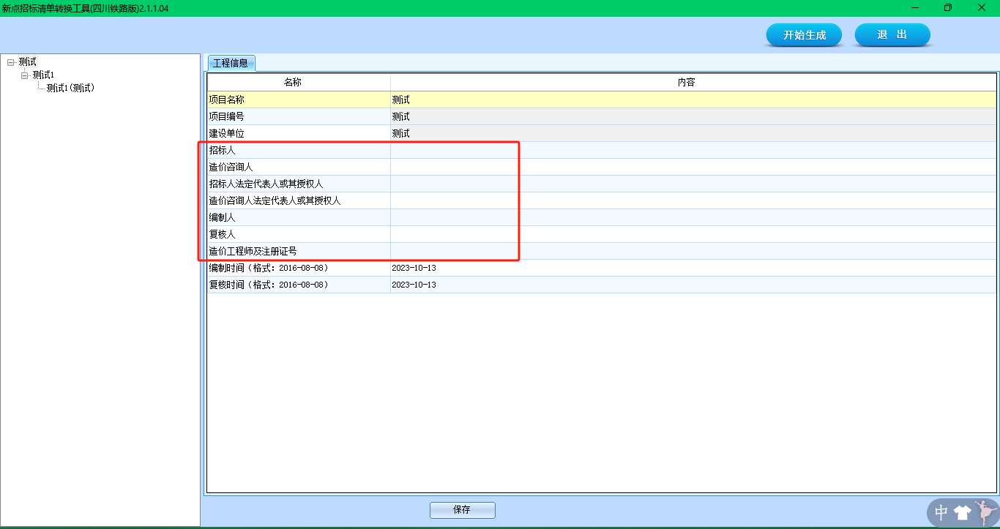 新点招标清单转换工具(四川铁路版)2.1.1.04
开始生成 退 出
测试
测试1
测试1(测试)
工程信息
名称 内容
项目名称 测试
项目编号 测试
建设单位 测试
招标人
造价咨询人
招标人法定代表人或其授权人
造价咨询人法定代表人或其授权人
编制人
复核人
造价工程师及注册证号
编制时间（格式：2016-08-08） 2023-10-13
复核时间（格式：2016-08-08） 2023-10-13
保存
中